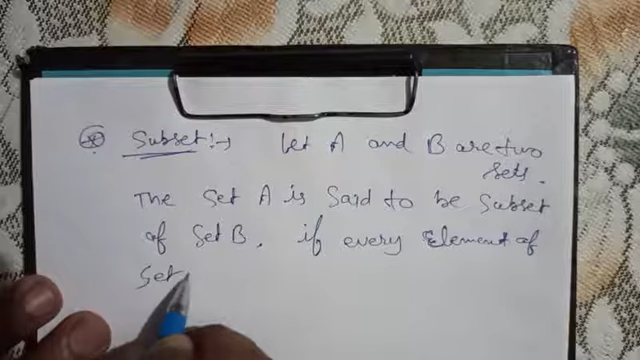 Subset:→ Let A and B are two
sets.
The Set A is Said to be Subset
of Set B. if every Element of
Set